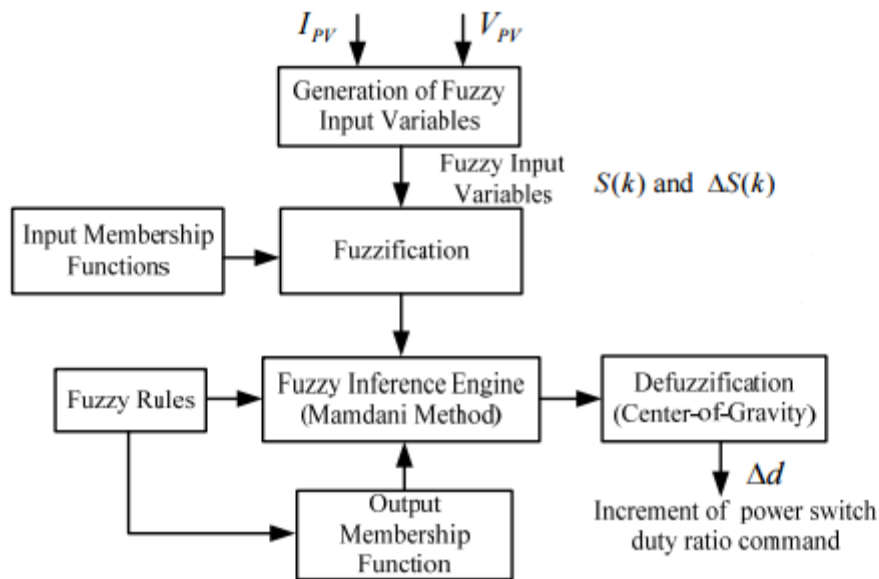 I_PV V_PV
Generation of Fuzzy
Input Variables
Fuzzy Input
Variables
S(k) and ΔS(k)
Input Membership
Functions
Fuzzification
Fuzzy Rules
Fuzzy Inference Engine
(Mamdani Method)
Defuzzification
(Center-of-Gravity)
Output
Membership
Function
Δd
Increment of power switch
duty ratio command